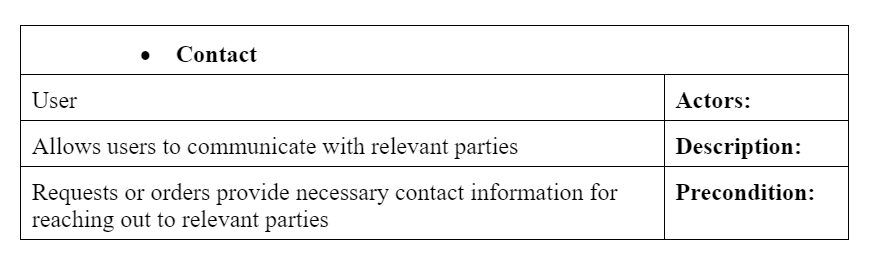 • Contact
User Actors:
Allows users to communicate with relevant parties Description:
Requests or orders provide necessary contact information for Precondition:
reaching out to relevant parties